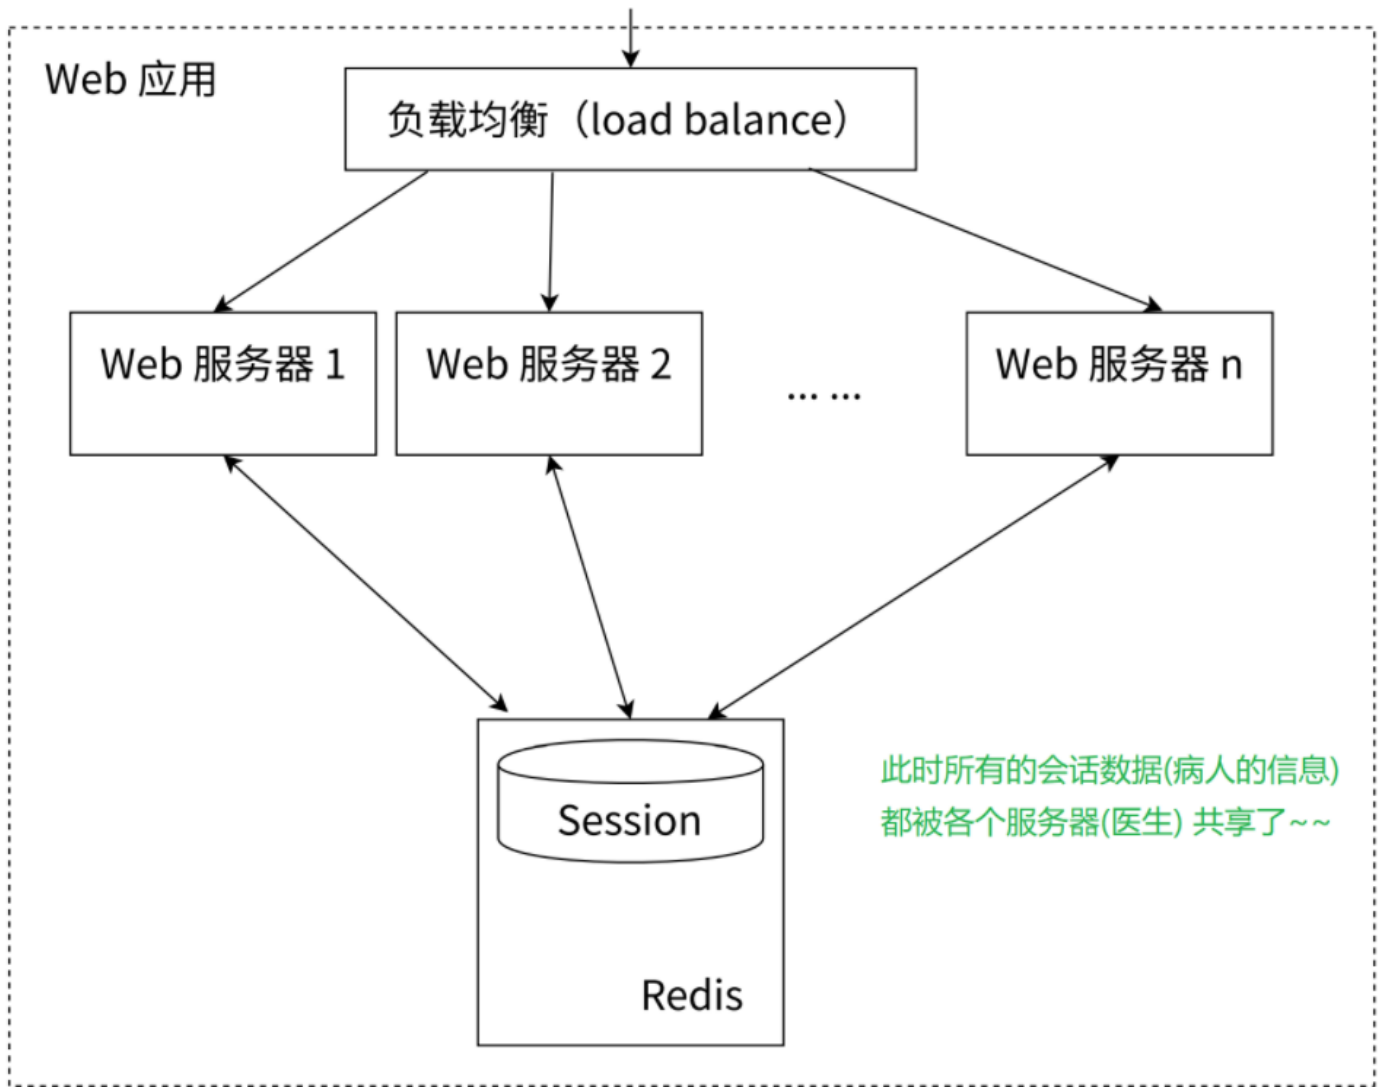 Web 应用
负载均衡（load balance）
Web 服务器 1
Web 服务器 2
... ...
Web 服务器 n
Session
Redis
此时所有的会话数据(病人的信息)
都被各个服务器(医生) 共享了~~